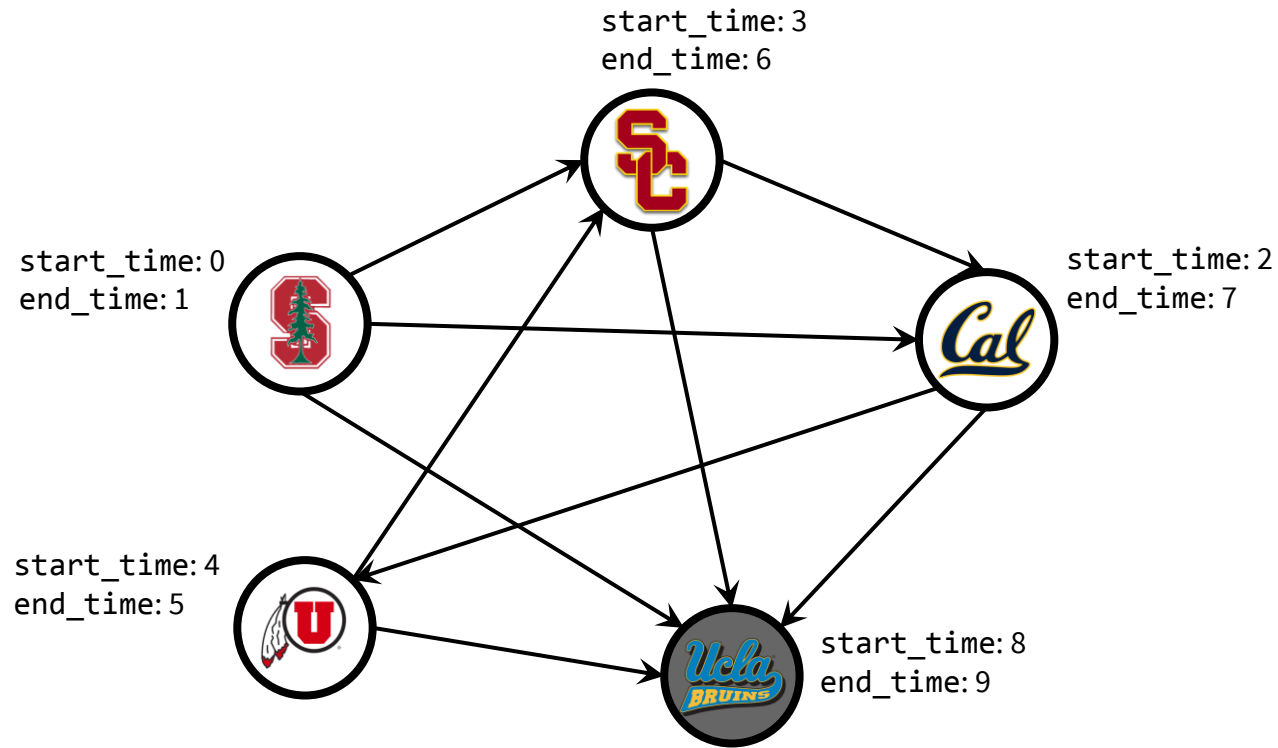 start_time: 3
end_time: 6
SC
start_time: 0
end_time: 1
S
start_time: 2
end_time: 7
Cal
start_time: 4
end_time: 5
U
Ucla
BRUINS
start_time: 8
end_time: 9